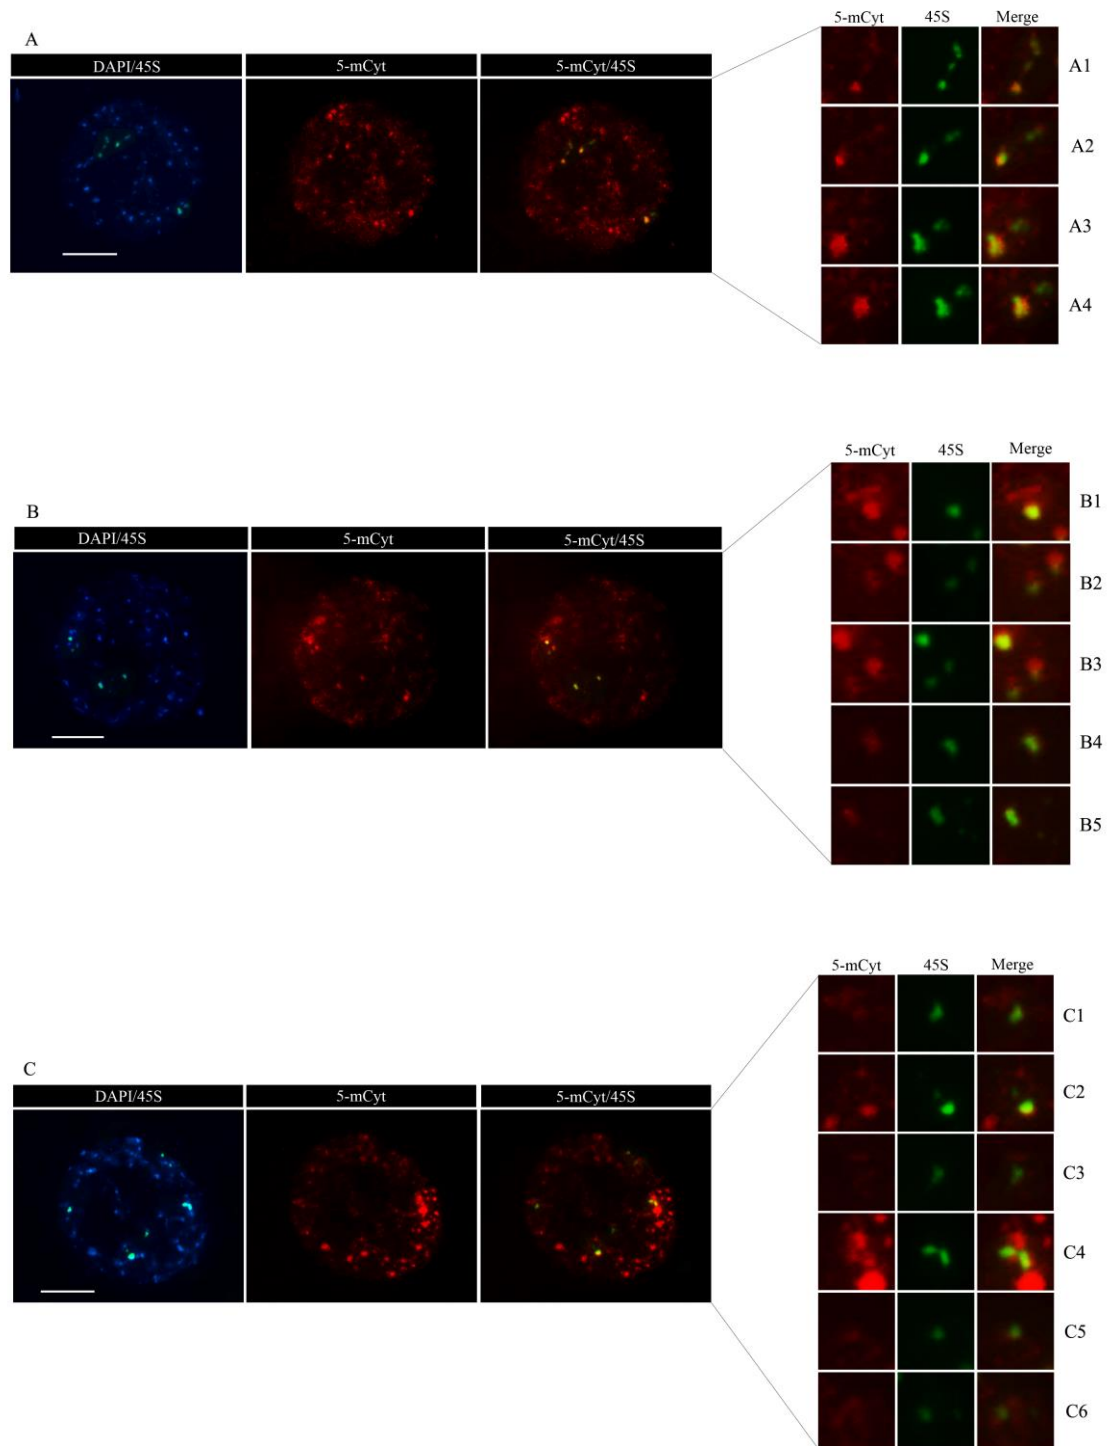 A
DAPI/45S 5-mCyt 5-mCyt/45S
5-mCyt 45S Merge
A1
A2
A3
A4
B
DAPI/45S 5-mCyt 5-mCyt/45S
5-mCyt 45S Merge
B1
B2
B3
B4
B5
C
DAPI/45S 5-mCyt 5-mCyt/45S
5-mCyt 45S Merge
C1
C2
C3
C4
C5
C6